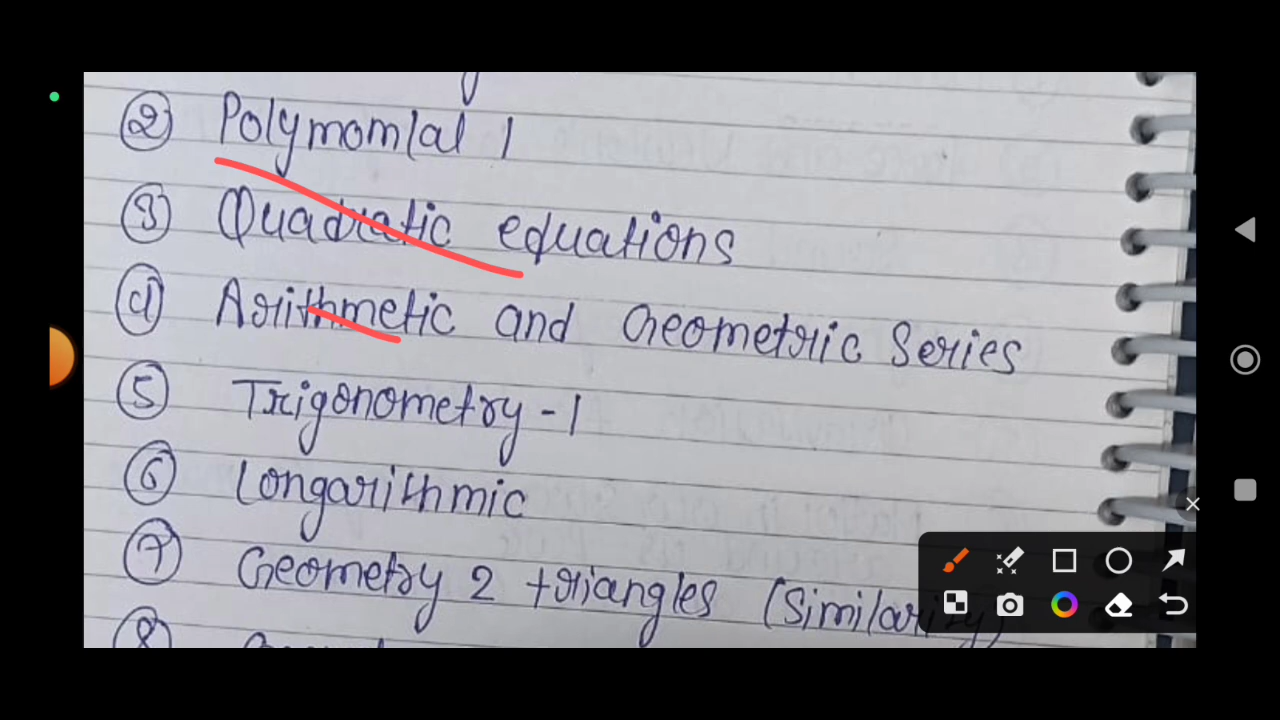 ② Polymomial 1
③ Quadratic equations
④ Arithmetic and Geometric Series
⑤ Trigonometry-1
⑥ Longarithmic
⑦ Geometry 2 triangles (Similarity)
⑧